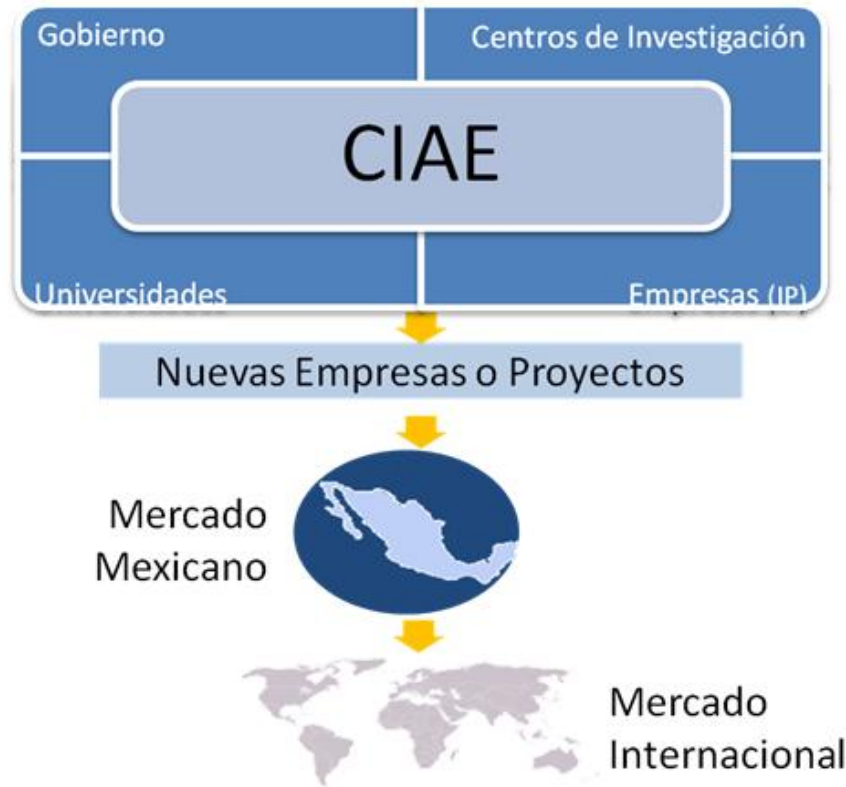 Gobierno
Centros de Investigación
CIAE
Universidades
Empresas (IP)
Nuevas Empresas o Proyectos
Mercado
Mexicano
Mercado
Internacional